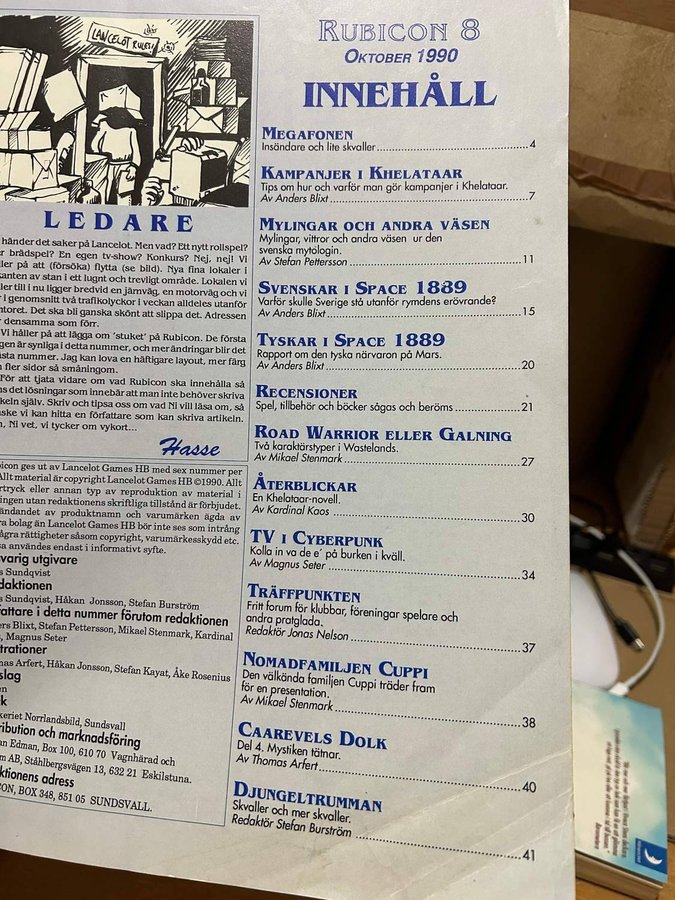 LANCELOT RULES!
LEDARE
händer det saker på Lancelot. Men vad? Ett nytt rollspel?
r brädspel? En egen tv-show? Konkurs? Nej, nej! Vi
ler på att (försöka) flytta (se bild). Nya fina lokaler i
kanten av stan i ett lugnt och trevligt område. Lokalen vi
ler till i nu ligger bredvid en järnväg, en motorväg och vi
r i genomsnitt två trafikolyckor i veckan alldeles utanför
ntoret. Det ska bli ganska skönt att slippa det. Adressen
r densamma som förr.
Vi håller på att lägga om 'stuket' på Rubicon. De första
gen är synliga i detta nummer, och mer ändringar blir det
ästa nummer. Jag kan lova en häftigare layout, mer färg
n fler sidor så småningom.
För att tjata vidare om vad Rubicon ska innehålla så
ns det lösningar som innebär att man inte behöver skriva
keln själv. Skriv och tipsa oss om vad Ni vill läsa om, så
nske vi kan hitta en författare som kan skriva artikeln.
m, Ni vet, vi tycker om vykort...
Hasse
bicon ges ut av Lancelot Games HB med sex nummer per
Allt material är copyright Lancelot Games HB ©1990. Allt
ertryck eller annan typ av reproduktion av material i
ingen utan redaktionens skriftliga tillstånd är förbjudet.
ändandet av produktnamn och varumärken ägda av
ra bolag än Lancelot Games HB bör inte ses som intrång
ågra rättigheter såsom copyright, varumärkesskydd etc.
sa användes endast i informativt syfte.
svarig utgivare
s Sundqvist
daktionen
s Sundqvist, Håkan Jonsson, Stefan Burström
fattare i detta nummer förutom redaktionen
ers Blixt, Stefan Pettersson, Mikael Stenmark, Kardinal
s, Magnus Seter
trationer
mas Arfert, Håkan Jonsson, Stefan Kayat, Åke Rosenius
slag
en
k
keriet Norrlandsbild, Sundsvall
tribution och marknadsföring
an Edman, Box 100, 610 70 Vagnhärad och
m AB, Ståhlbergsvägen 13, 632 21 Eskilstuna.
ktionens adress
CON, BOX 348, 851 05 SUNDSVALL.
RUBICON 8
OKTOBER 1990
INNEHÅLL
MEGAFONEN
Insändare och lite skvaller 4
KAMPANJER I KHELATAAR
Tips om hur och varför man gör kampanjer i Khelataar.
Av Anders Blixt 7
MYLINGAR OCH ANDRA VÄSEN
Mylingar, vittror och andra väsen ur den
svenska mytologin.
Av Stefan Pettersson 11
SVENSKAR I SPACE 1889
Varför skulle Sverige stå utanför rymdens erövrande?
Av Anders Blixt 15
TYSKAR I SPACE 1889
Rapport om den tyska närvaron på Mars.
Av Anders Blixt 20
RECENSIONER
Spel, tillbehör och böcker sågas och beröms 21
ROAD WARRIOR ELLER GALNING
Två karaktärstyper i Wastelands.
Av Mikael Stenmark 27
ÅTERBLICKAR
En Khelataar-novell.
Av Kardinal Kaos 30
TV I CYBERPUNK
Kolla in va de e' på burken i kväll.
Av Magnus Seter 34
TRÄFFPUNKTEN
Fritt forum för klubbar, föreningar spelare och
andra pratglada.
Redaktör Jonas Nelson 37
NOMADFAMILJEN CUPPI
Den välkända familjen Cuppi träder fram
för en presentation.
Av Mikael Stenmark 38
CAAREVELS DOLK
Del 4. Mystiken tätnar.
Av Thomas Arfert 40
DJUNGELTRUMMAN
Skvaller och mer skvaller.
Redaktör Stefan Burström 41